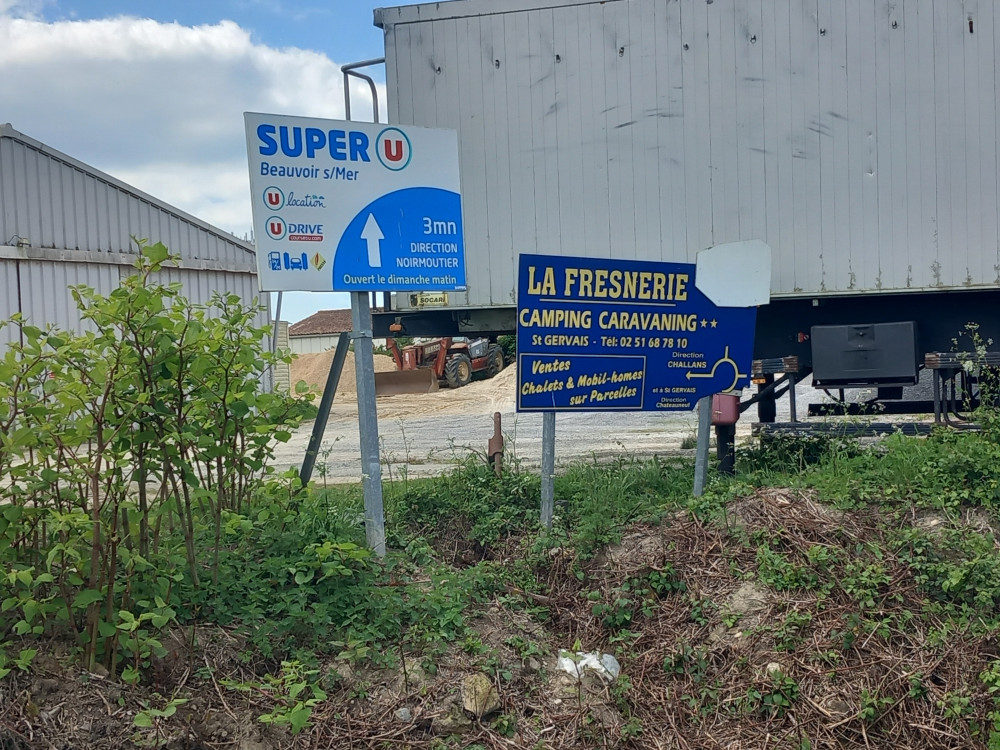 SUPER U
Beauvoir s/Mer
U location
U DRIVE
coursesu.com
3mn
DIRECTION
NOIRMOUTIER
Ouvert le dimanche matin
SOCARI
LA FRESNERIE
CAMPING CARAVANING **
St GERVAIS - Tél: 02 51 68 78 10
Ventes
Chalets & Mobil-homes
sur Parcelles
Direction
CHALLANS
et à St GERVAIS
Direction
Chateauneuf